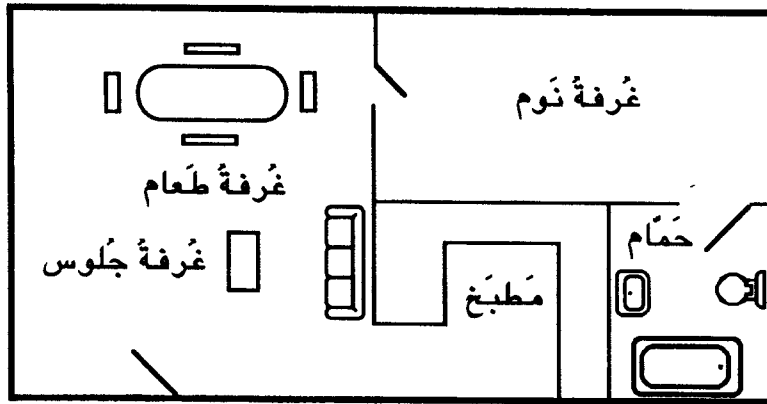 غُرفةُ نَوم
غُرفةُ طَعام
حَمّام
غُرفةُ جُلوس
مَطبَخ